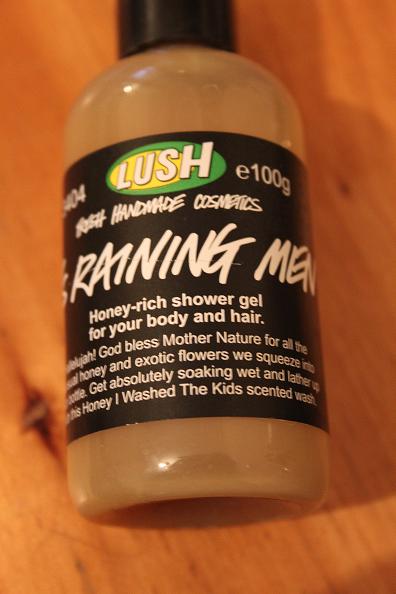 LUSH
404 e100g
FRESH HANDMADE COSMETICS
RAINING MEN
Honey-rich shower gel
for your body and hair.
God bless Mother Nature for all the
honey and exotic flowers we squeeze into
bottle. Get absolutely soaking wet and lather up
this Honey I Washed The Kids scented wash.